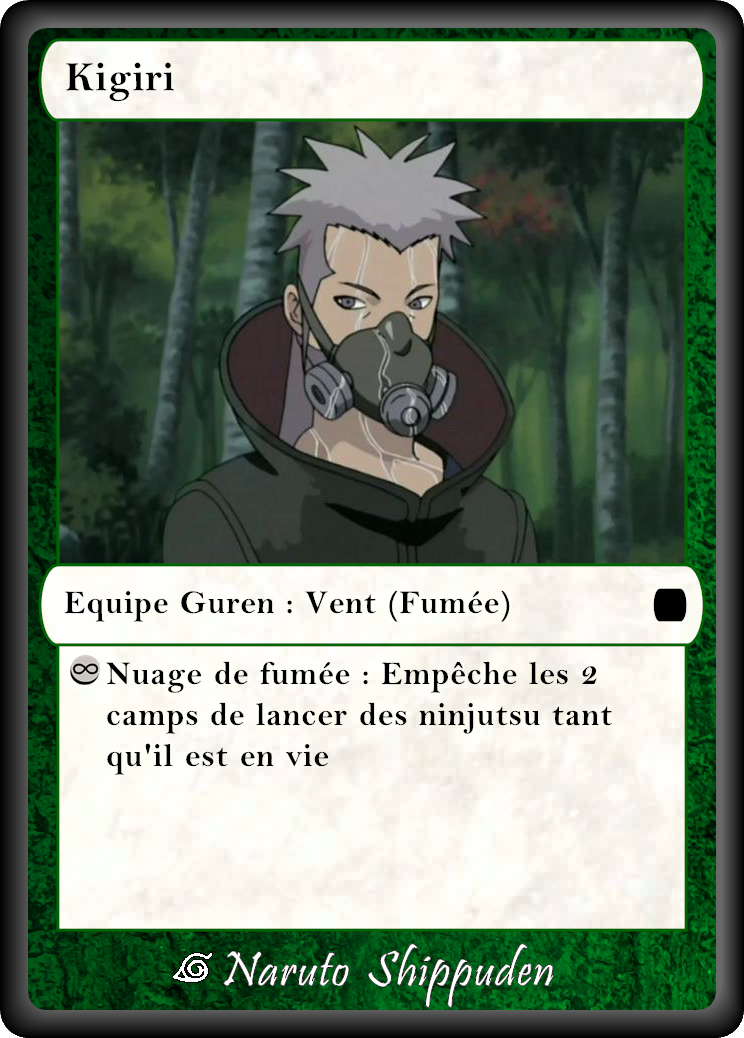 Kigiri
Equipe Guren : Vent (Fumée)
∞ Nuage de fumée : Empêche les 2
camps de lancer des ninjutsu tant
qu'il est en vie
Naruto Shippuden